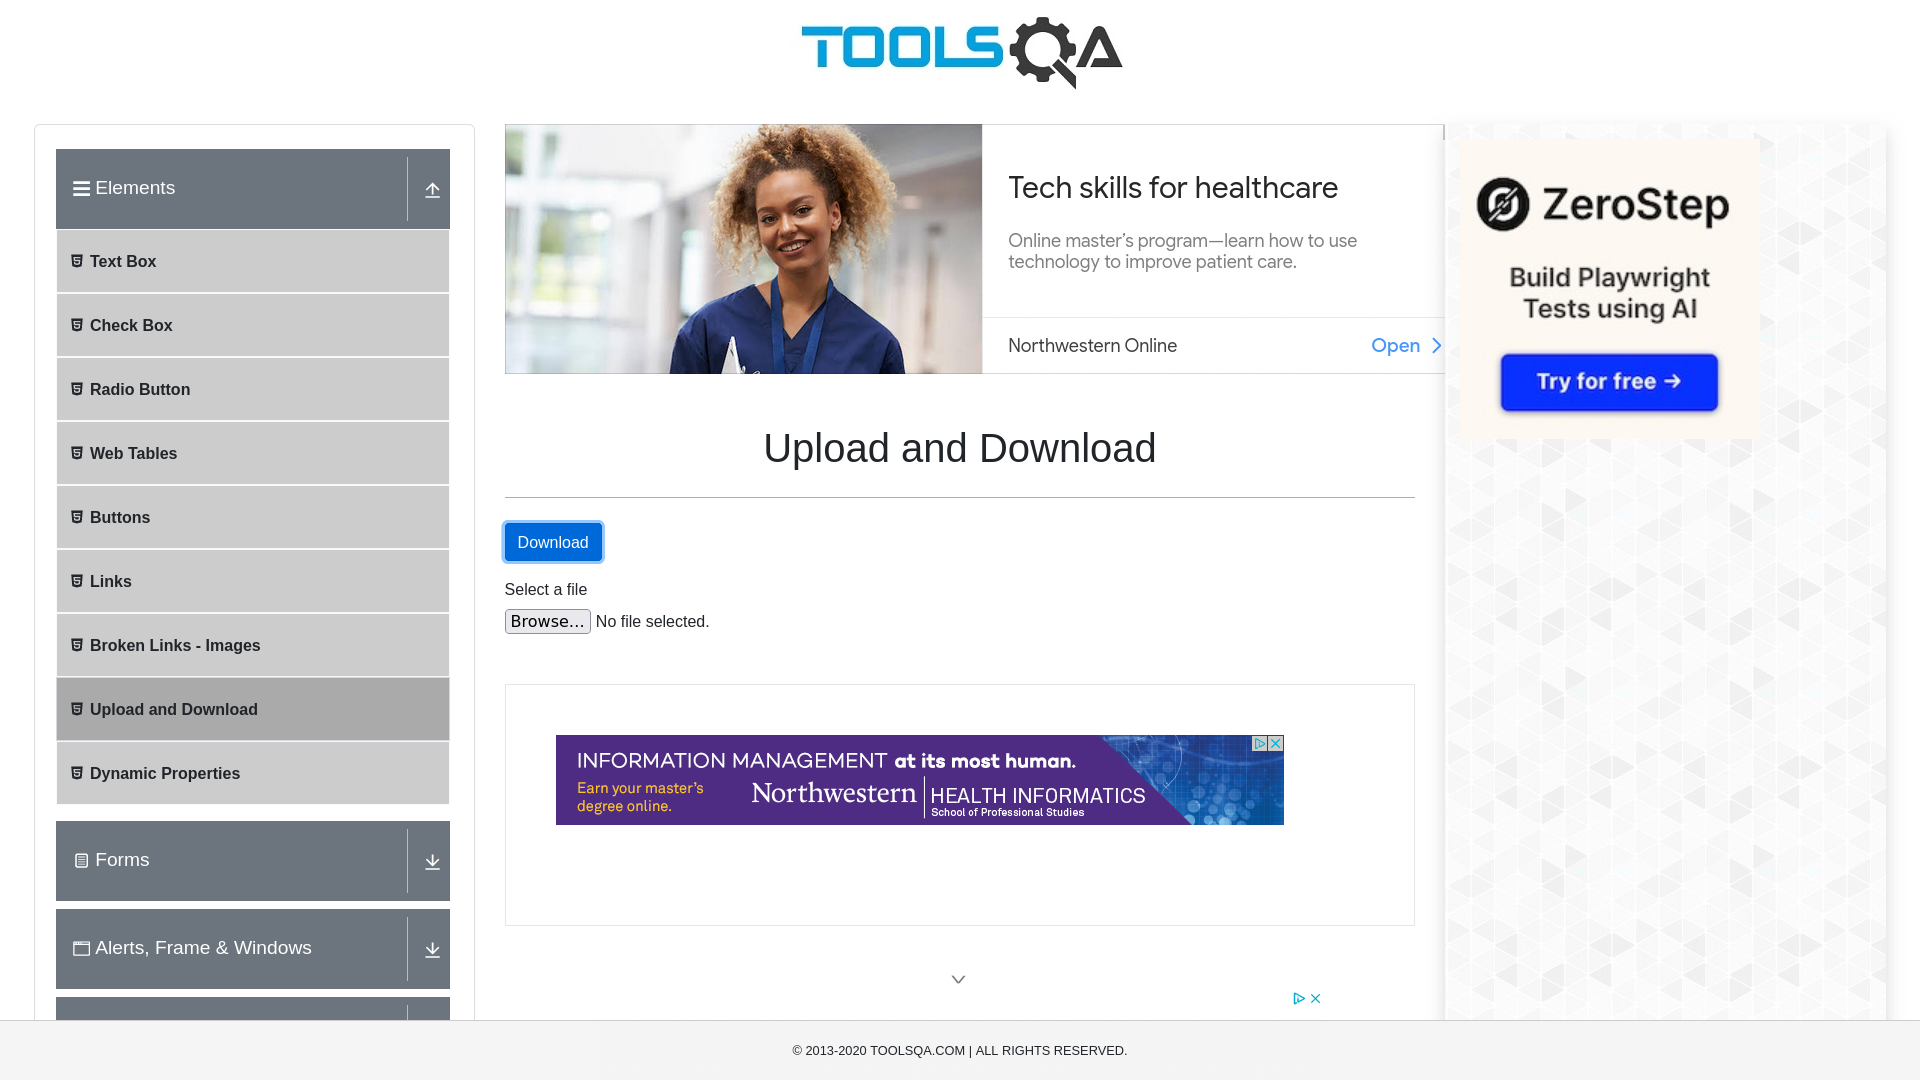 TOOLSQA
Elements
Text Box
Check Box
Radio Button
Web Tables
Buttons
Links
Broken Links - Images
Upload and Download
Dynamic Properties
Forms
Alerts, Frame & Windows
Tech skills for healthcare
Online master's program—learn how to use
technology to improve patient care.
Northwestern Online
Open
ZeroStep
Build Playwright
Tests using AI
Try for free →
Upload and Download
Download
Select a file
Browse... No file selected.
INFORMATION MANAGEMENT at its most human.
Earn your master's
degree online.
Northwestern
HEALTH INFORMATICS
School of Professional Studies
© 2013-2020 TOOLSQA.COM | ALL RIGHTS RESERVED.